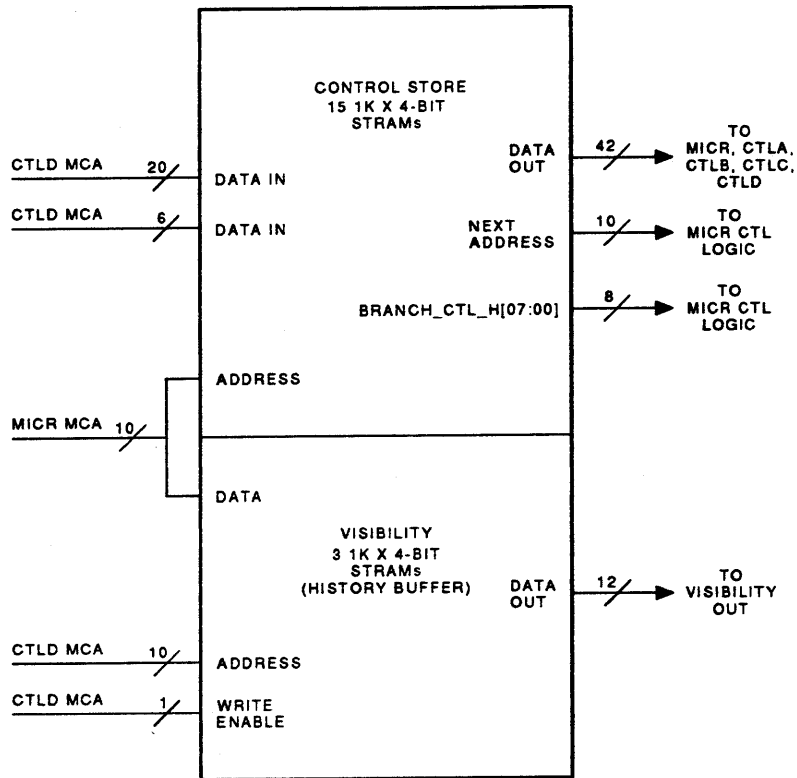 CONTROL STORE
15 1K X 4-BIT
STRAMs
CTLD MCA 20 DATA IN
CTLD MCA 6 DATA IN
DATA
OUT
42
TO
MICR, CTLA,
CTLB, CTLC,
CTLD
NEXT
ADDRESS
10
TO
MICR CTL
LOGIC
BRANCH_CTL_H[07:00]
8
TO
MICR CTL
LOGIC
ADDRESS
MICR MCA 10
DATA
VISIBILITY
3 1K X 4-BIT
STRAMs
(HISTORY BUFFER)
DATA
OUT
12
TO
VISIBILITY
OUT
CTLD MCA 10 ADDRESS
CTLD MCA 1 WRITE
ENABLE